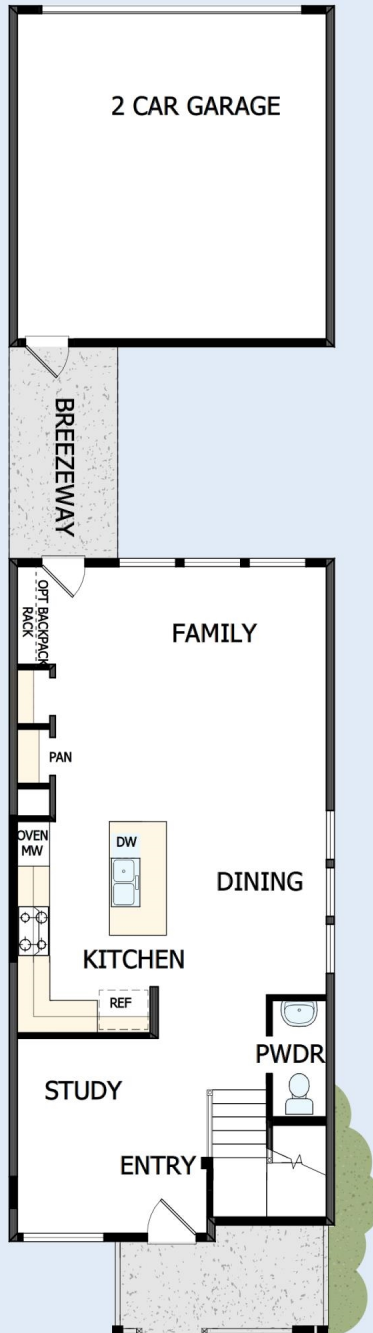 2 CAR GARAGE
BREEZEWAY
OPT BACKPACK
RACK
FAMILY
PAN
OVEN
MW
DW
DINING
KITCHEN
REF
PWDR
STUDY
ENTRY